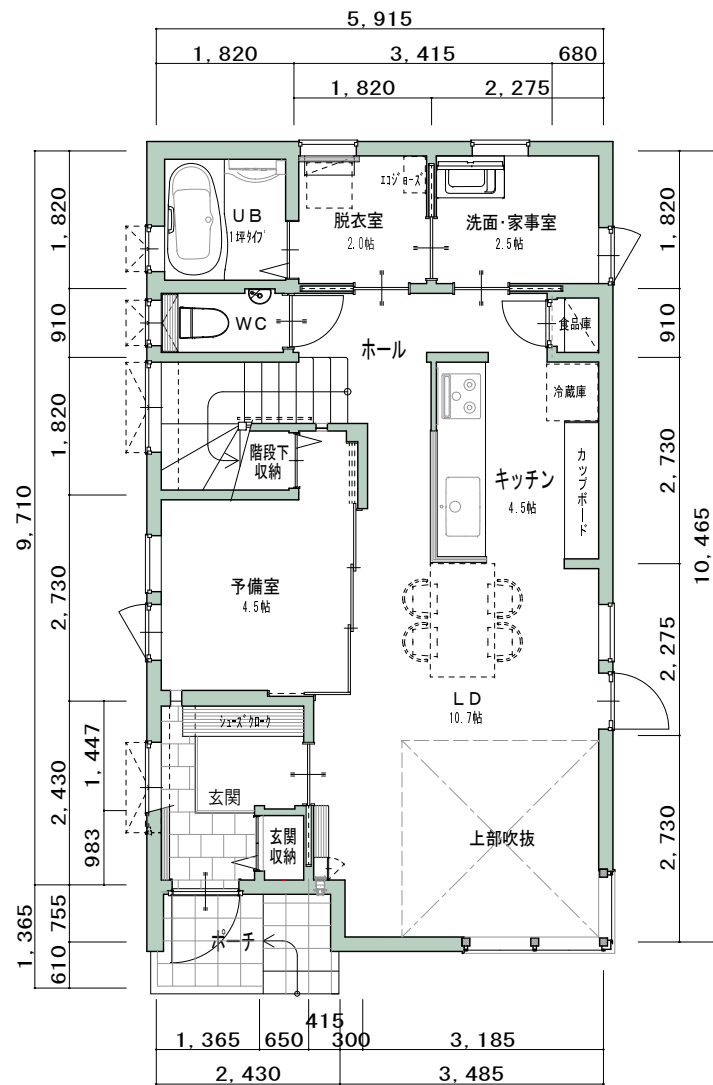 5,915
1,820
3,415
680
1,820
2,275
1,820
910
1,820
9,710
2,730
1,447
2,430
983
1,365
755
610
1,820
910
2,730
10,465
2,275
2,730
UB
1坪ﾀｲﾌﾟ
脱衣室
2.0帖
ｴｺｼﾞｮｰｽﾞ
洗面・家事室
2.5帖
WC
ホール
食品庫
冷蔵庫
階段下
収納
キッチン
4.5帖
カップボード
予備室
4.5帖
LD
10.7帖
ｼｭｰｽﾞｸﾛｰｸ
玄関
玄関
収納
上部吹抜
ポーチ
415
1,365
650
300
3,185
2,430
3,485